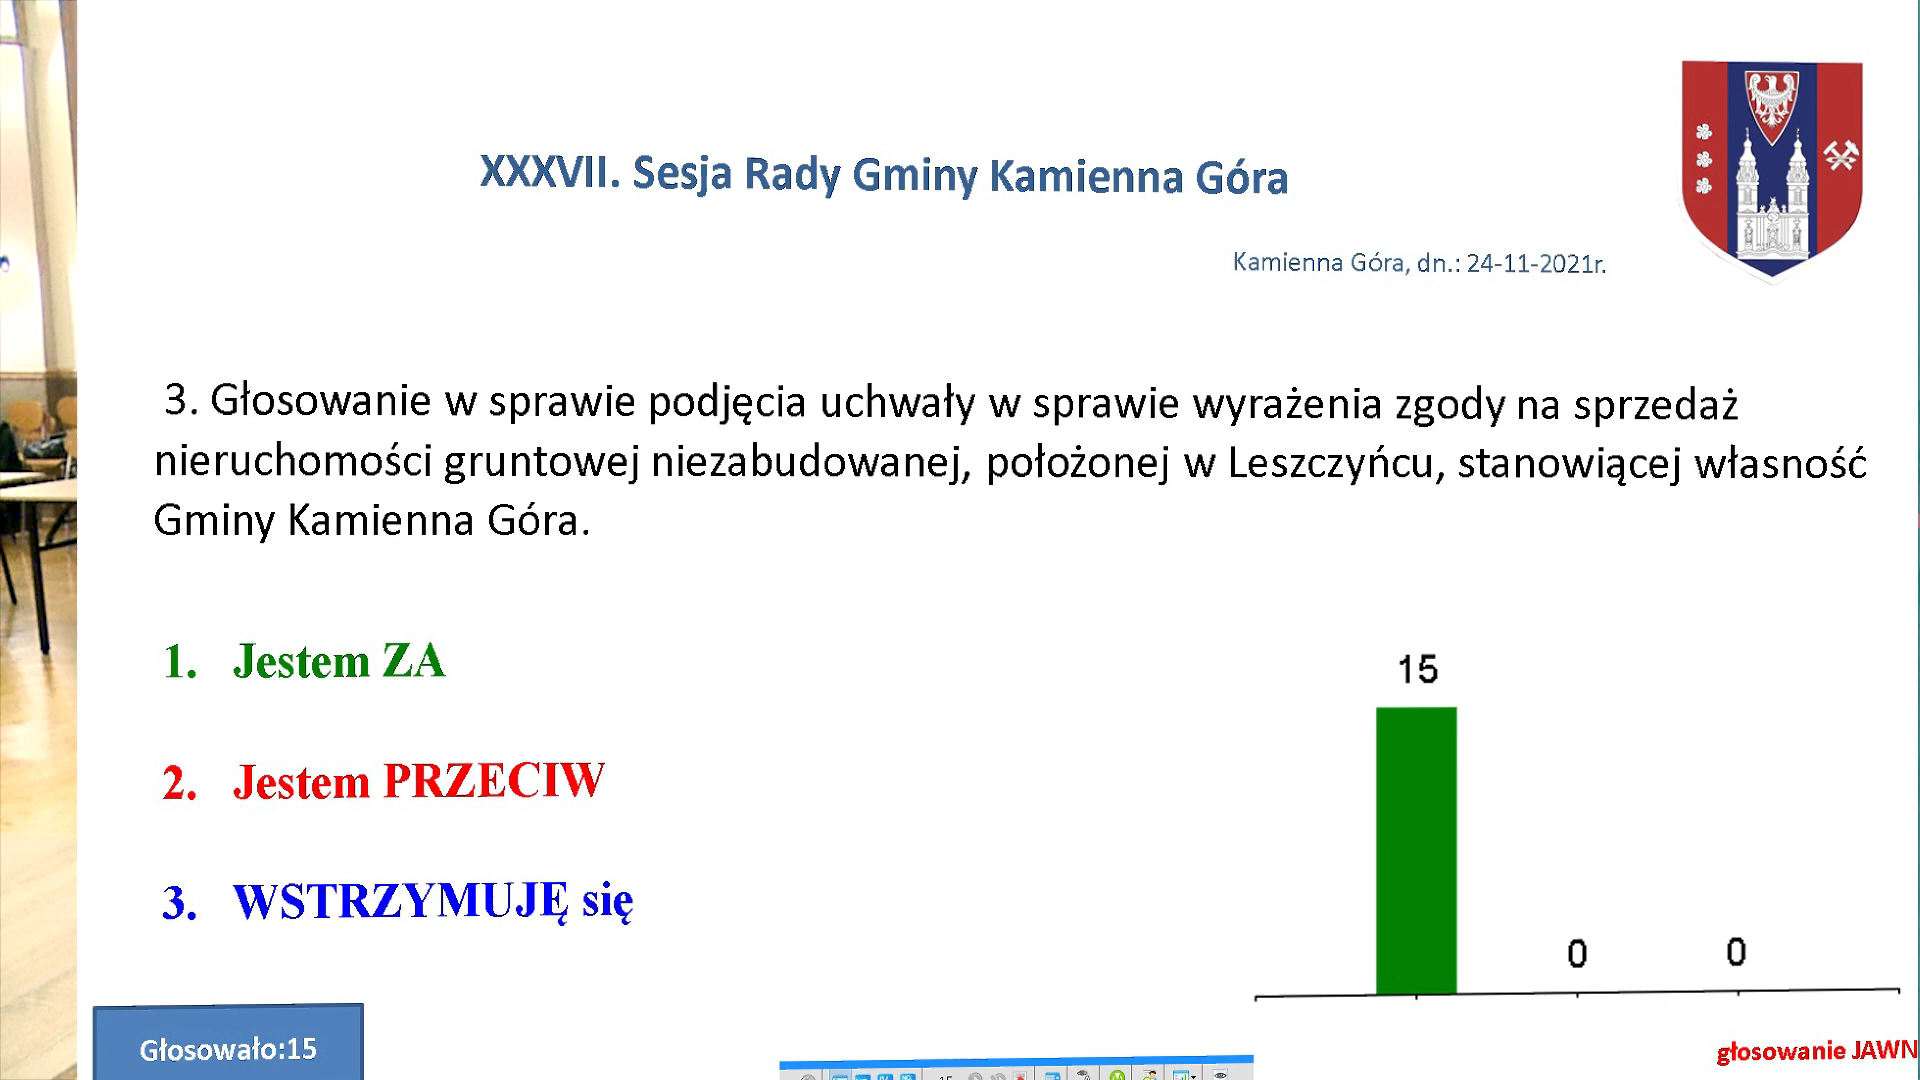 XXXVII. Sesja Rady Gminy Kamienna Góra
Kamienna Góra, dn.: 24-11-2021r.
3. Głosowanie w sprawie podjęcia uchwały w sprawie wyrażenia zgody na sprzedaż
nieruchomości gruntowej niezabudowanej, położonej w Leszczyńcu, stanowiącej własność
Gminy Kamienna Góra.
1. Jestem ZA
2. Jestem PRZECIW
3. WSTRZYMUJĘ się
15
0
0
Głosowało:15
głosowanie JAWN